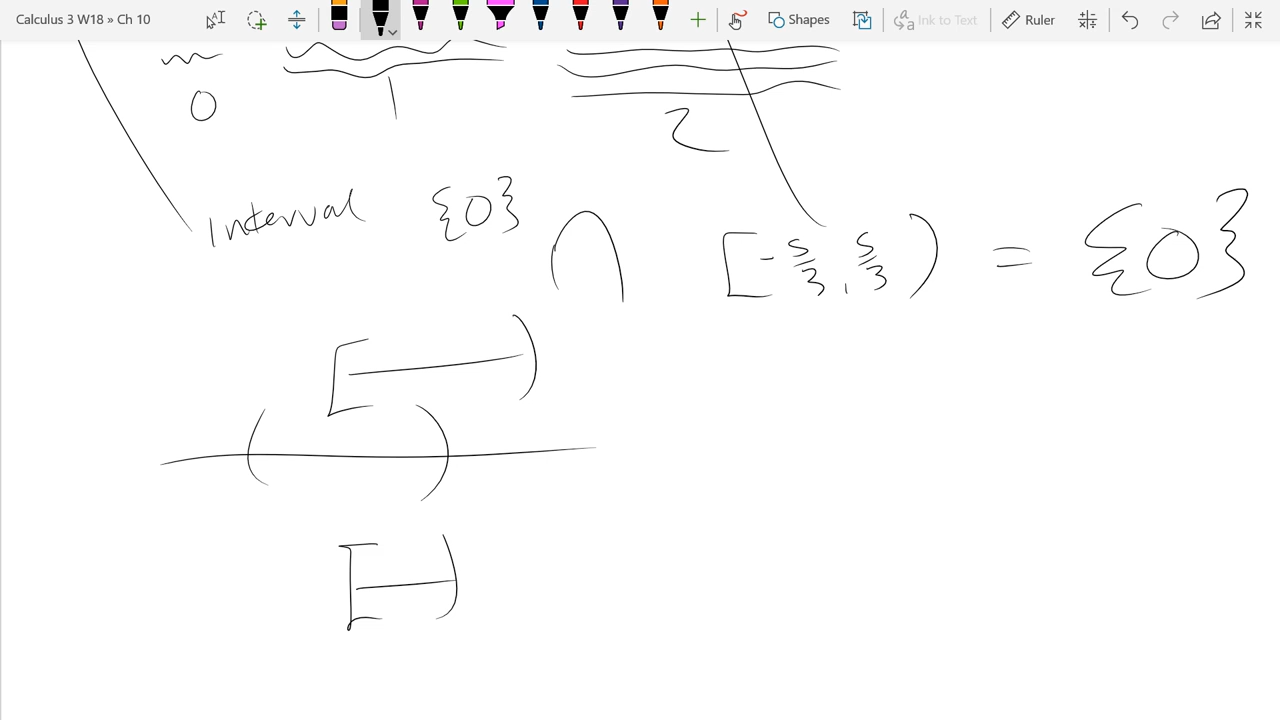 Calculus 3 W18 » Ch 10
Shapes
Ink to Text
Ruler
0 1 2
Interval {0} ∩ [-5/3, 5/3) = {0}